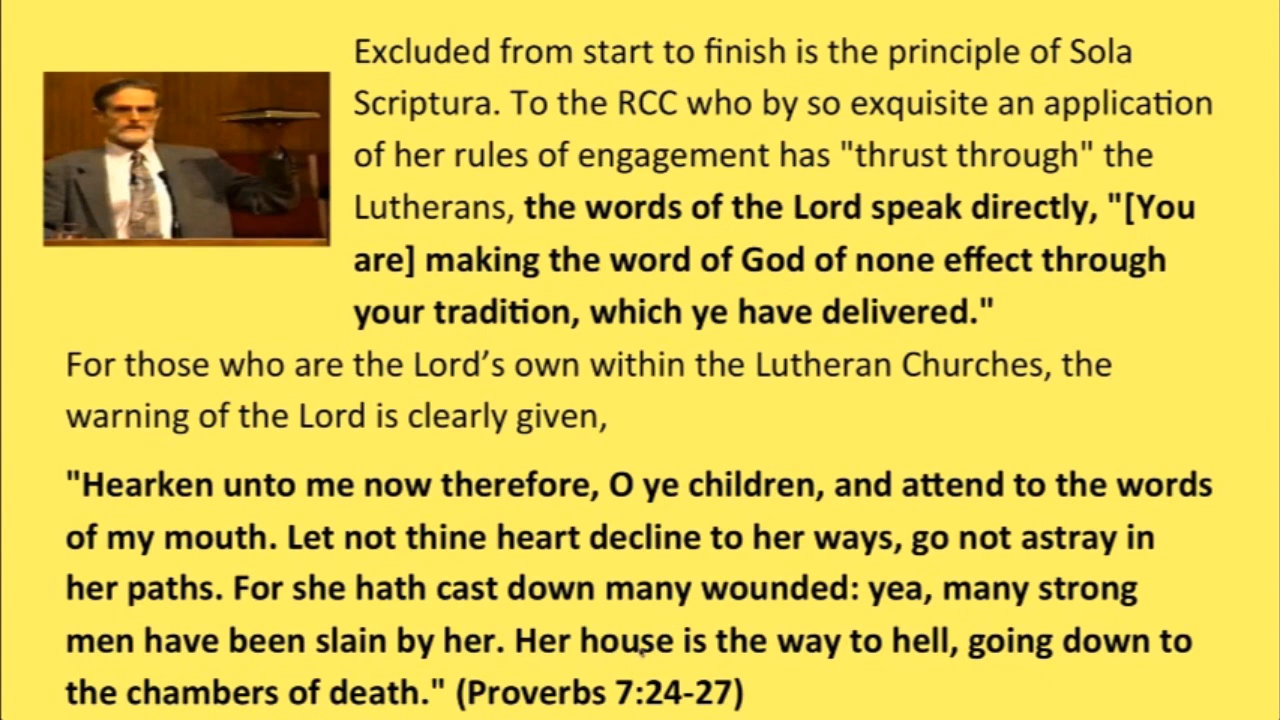 Excluded from start to finish is the principle of Sola
Scriptura. To the RCC who by so exquisite an application
of her rules of engagement has "thrust through" the
Lutherans, the words of the Lord speak directly, "[You
are] making the word of God of none effect through
your tradition, which ye have delivered."
For those who are the Lord’s own within the Lutheran Churches, the
warning of the Lord is clearly given,
"Hearken unto me now therefore, O ye children, and attend to the words
of my mouth. Let not thine heart decline to her ways, go not astray in
her paths. For she hath cast down many wounded: yea, many strong
men have been slain by her. Her house is the way to hell, going down to
the chambers of death." (Proverbs 7:24-27)